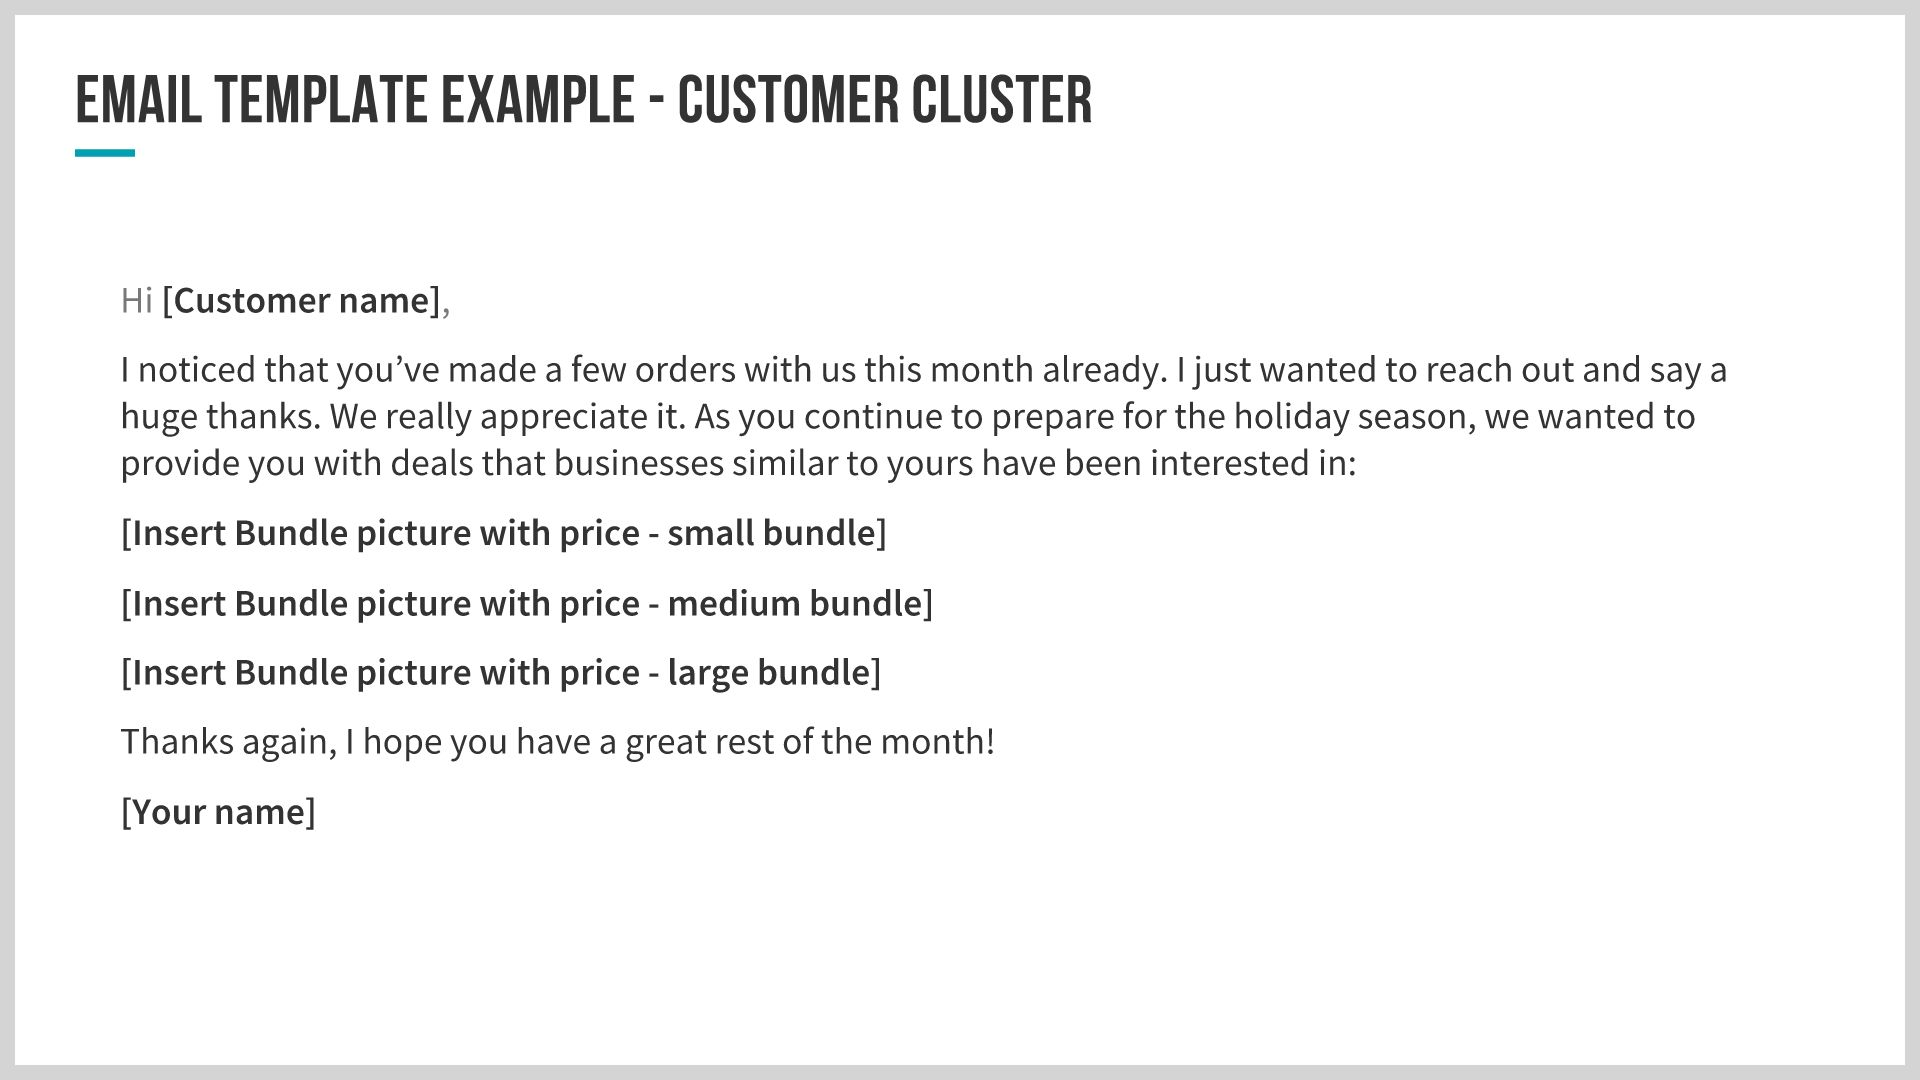 EMAIL TEMPLATE EXAMPLE - CUSTOMER CLUSTER
Hi [Customer name],
I noticed that you’ve made a few orders with us this month already. I just wanted to reach out and say a
huge thanks. We really appreciate it. As you continue to prepare for the holiday season, we wanted to
provide you with deals that businesses similar to yours have been interested in:
[Insert Bundle picture with price - small bundle]
[Insert Bundle picture with price - medium bundle]
[Insert Bundle picture with price - large bundle]
Thanks again, I hope you have a great rest of the month!
[Your name]